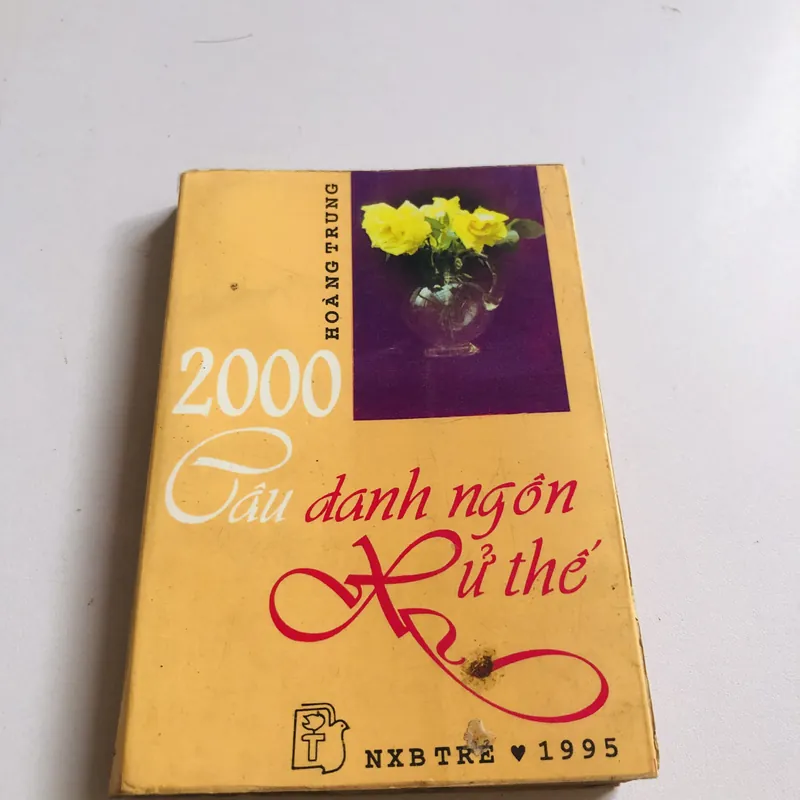 HOÀNG TRUNG
2000
Câu danh ngôn
Xử thế
T
NXB TRẺ ♥ 1995